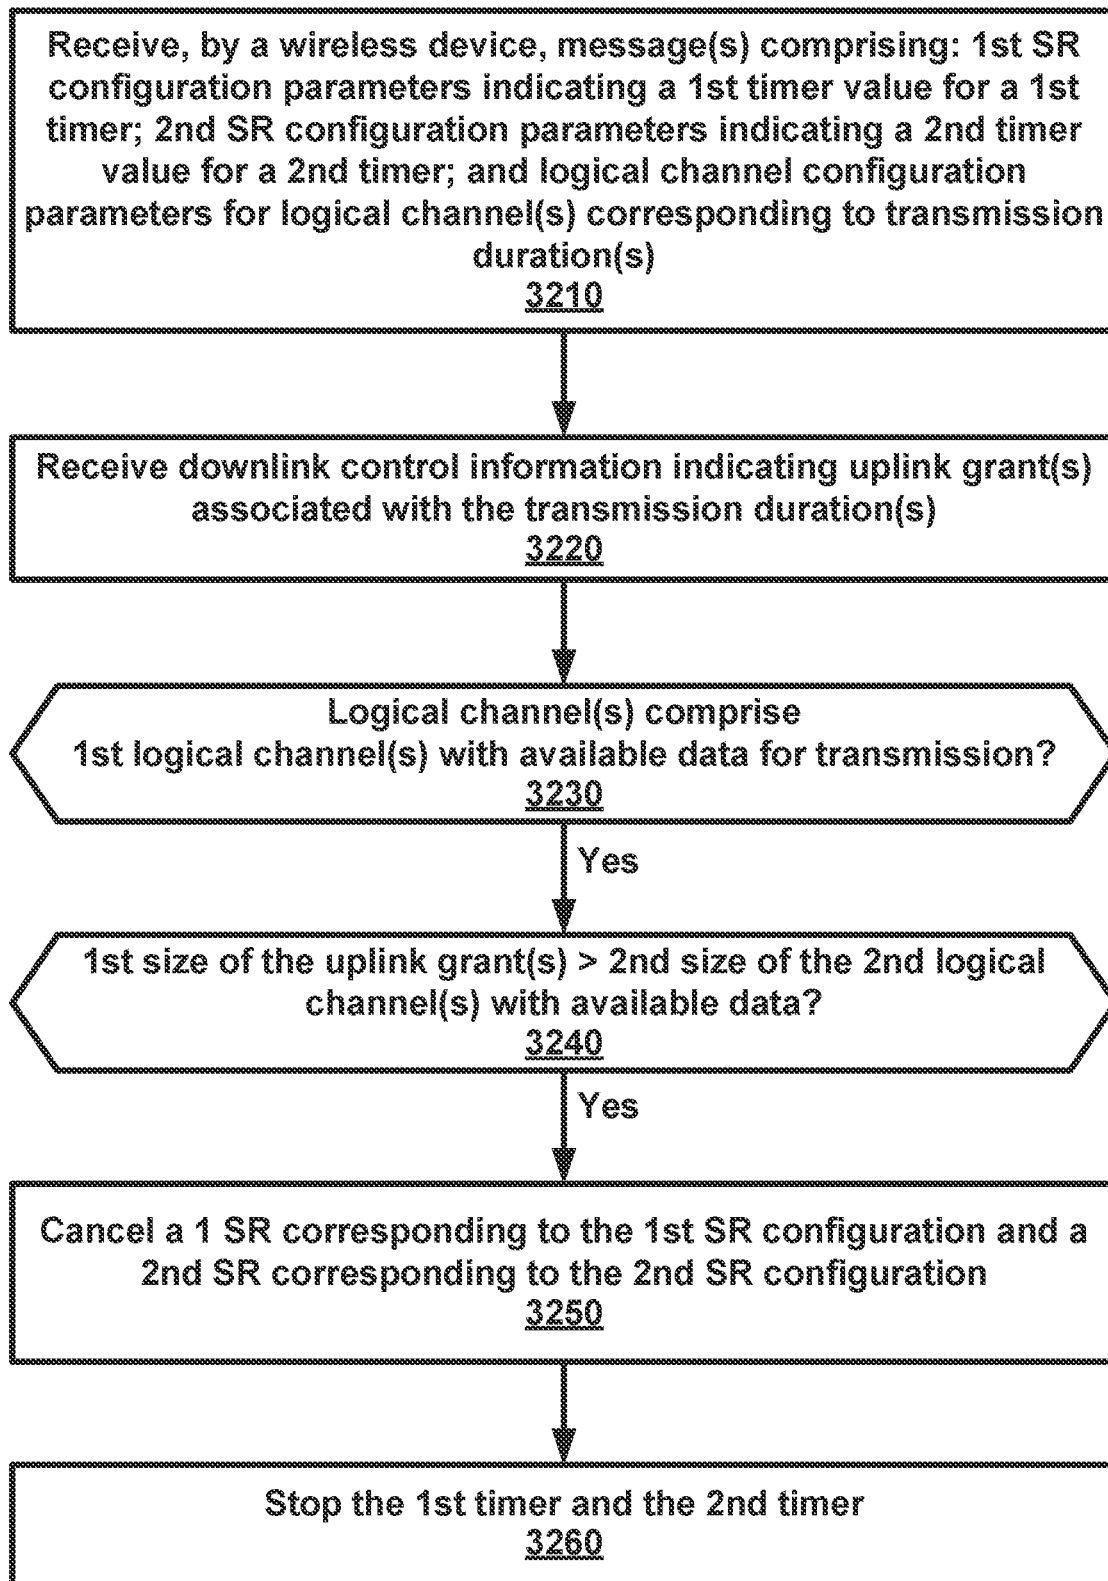 Receive, by a wireless device, message(s) comprising: 1st SR
configuration parameters indicating a 1st timer value for a 1st
timer; 2nd SR configuration parameters indicating a 2nd timer
value for a 2nd timer; and logical channel configuration
parameters for logical channel(s) corresponding to transmission
duration(s)
3210
Receive downlink control information indicating uplink grant(s)
associated with the transmission duration(s)
3220
Logical channel(s) comprise
1st logical channel(s) with available data for transmission?
3230
Yes
1st size of the uplink grant(s) > 2nd size of the 2nd logical
channel(s) with available data?
3240
Yes
Cancel a 1 SR corresponding to the 1st SR configuration and a
2nd SR corresponding to the 2nd SR configuration
3250
Stop the 1st timer and the 2nd timer
3260